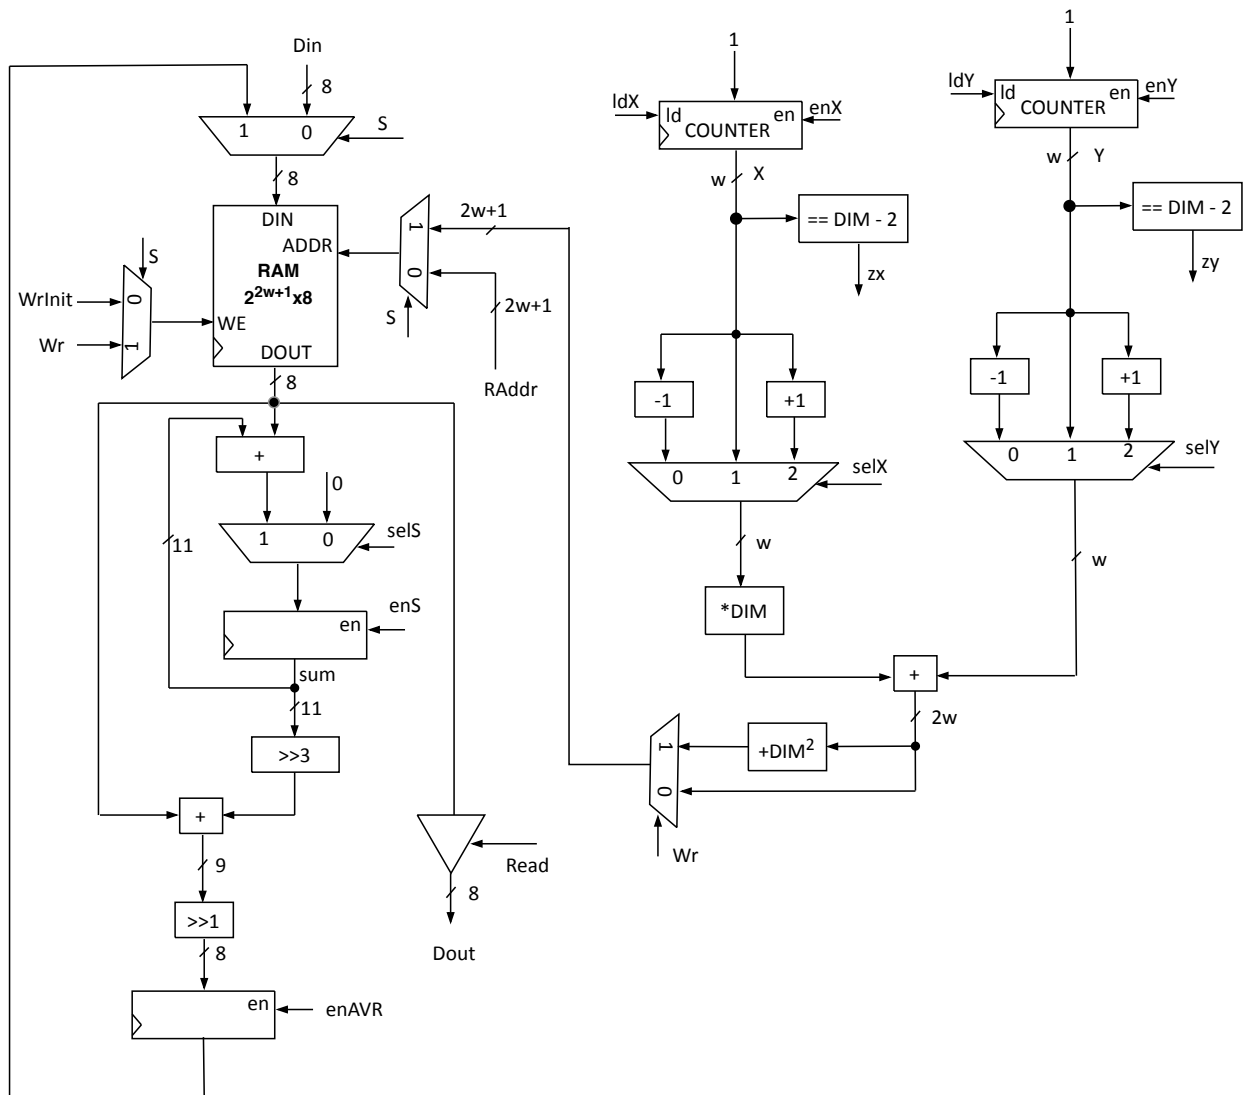 Din
8
1 0
S
8
DIN
ADDR
RAM
2^{2w+1}x8
WE
DOUT
8
S
0
1
WrInit
Wr
1
0
S
2w+1
2w+1
RAddr
+
0
1 0
selS
11
en
enS
sum
11
>>3
+
9
>>1
8
en
enAVR
Read
8
Dout
1
ldX
ld
en
enX
COUNTER
w
X
== DIM - 2
zx
-1
+1
0 1 2
selX
w
*DIM
+
2w
+DIM²
1
0
Wr
1
ldY
ld
en
enY
COUNTER
w
Y
== DIM - 2
zy
-1
+1
0 1 2
selY
w